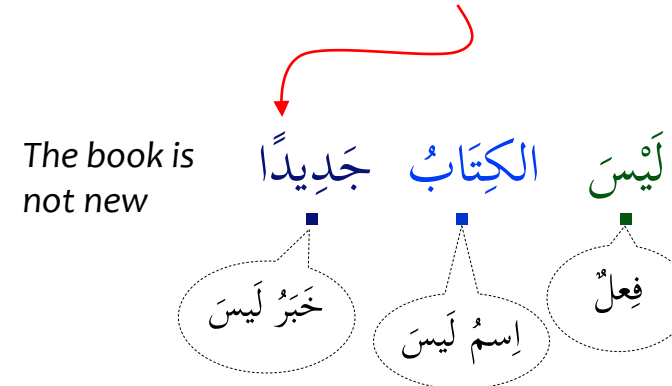 The book is
not new
لَيْسَ الكِتَابُ جَدِيدًا
فِعلٌ
اِسمُ لَيسَ
خَبَرُ لَيسَ